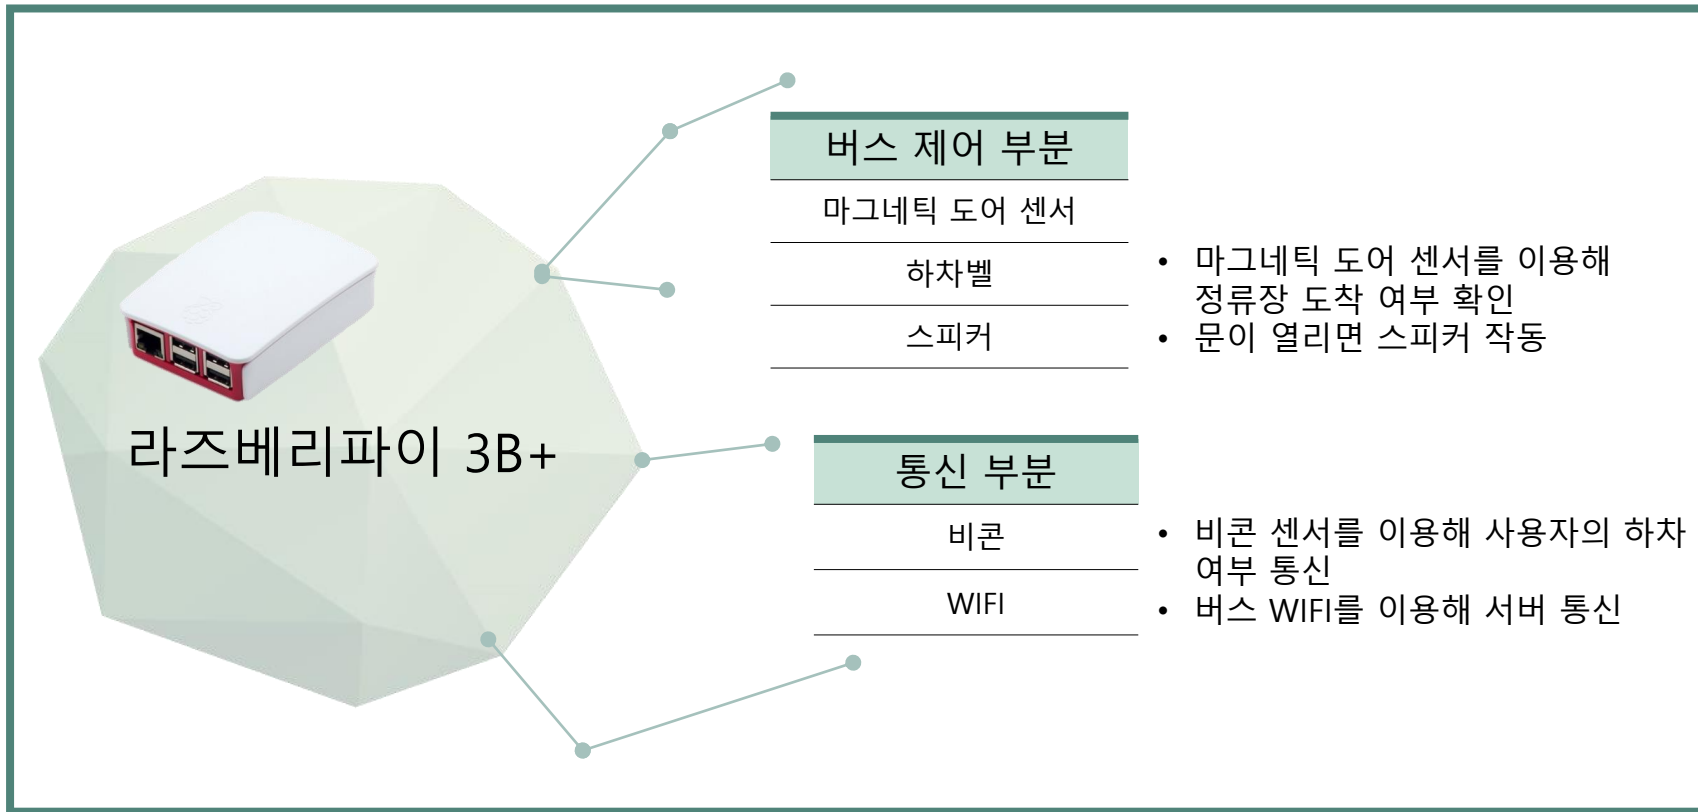 라즈베리파이 3B+
버스 제어 부분
마그네틱 도어 센서
하차벨
스피커
• 마그네틱 도어 센서를 이용해
정류장 도착 여부 확인
• 문이 열리면 스피커 작동
통신 부분
비콘
WIFI
• 비콘 센서를 이용해 사용자의 하차
여부 통신
• 버스 WIFI를 이용해 서버 통신